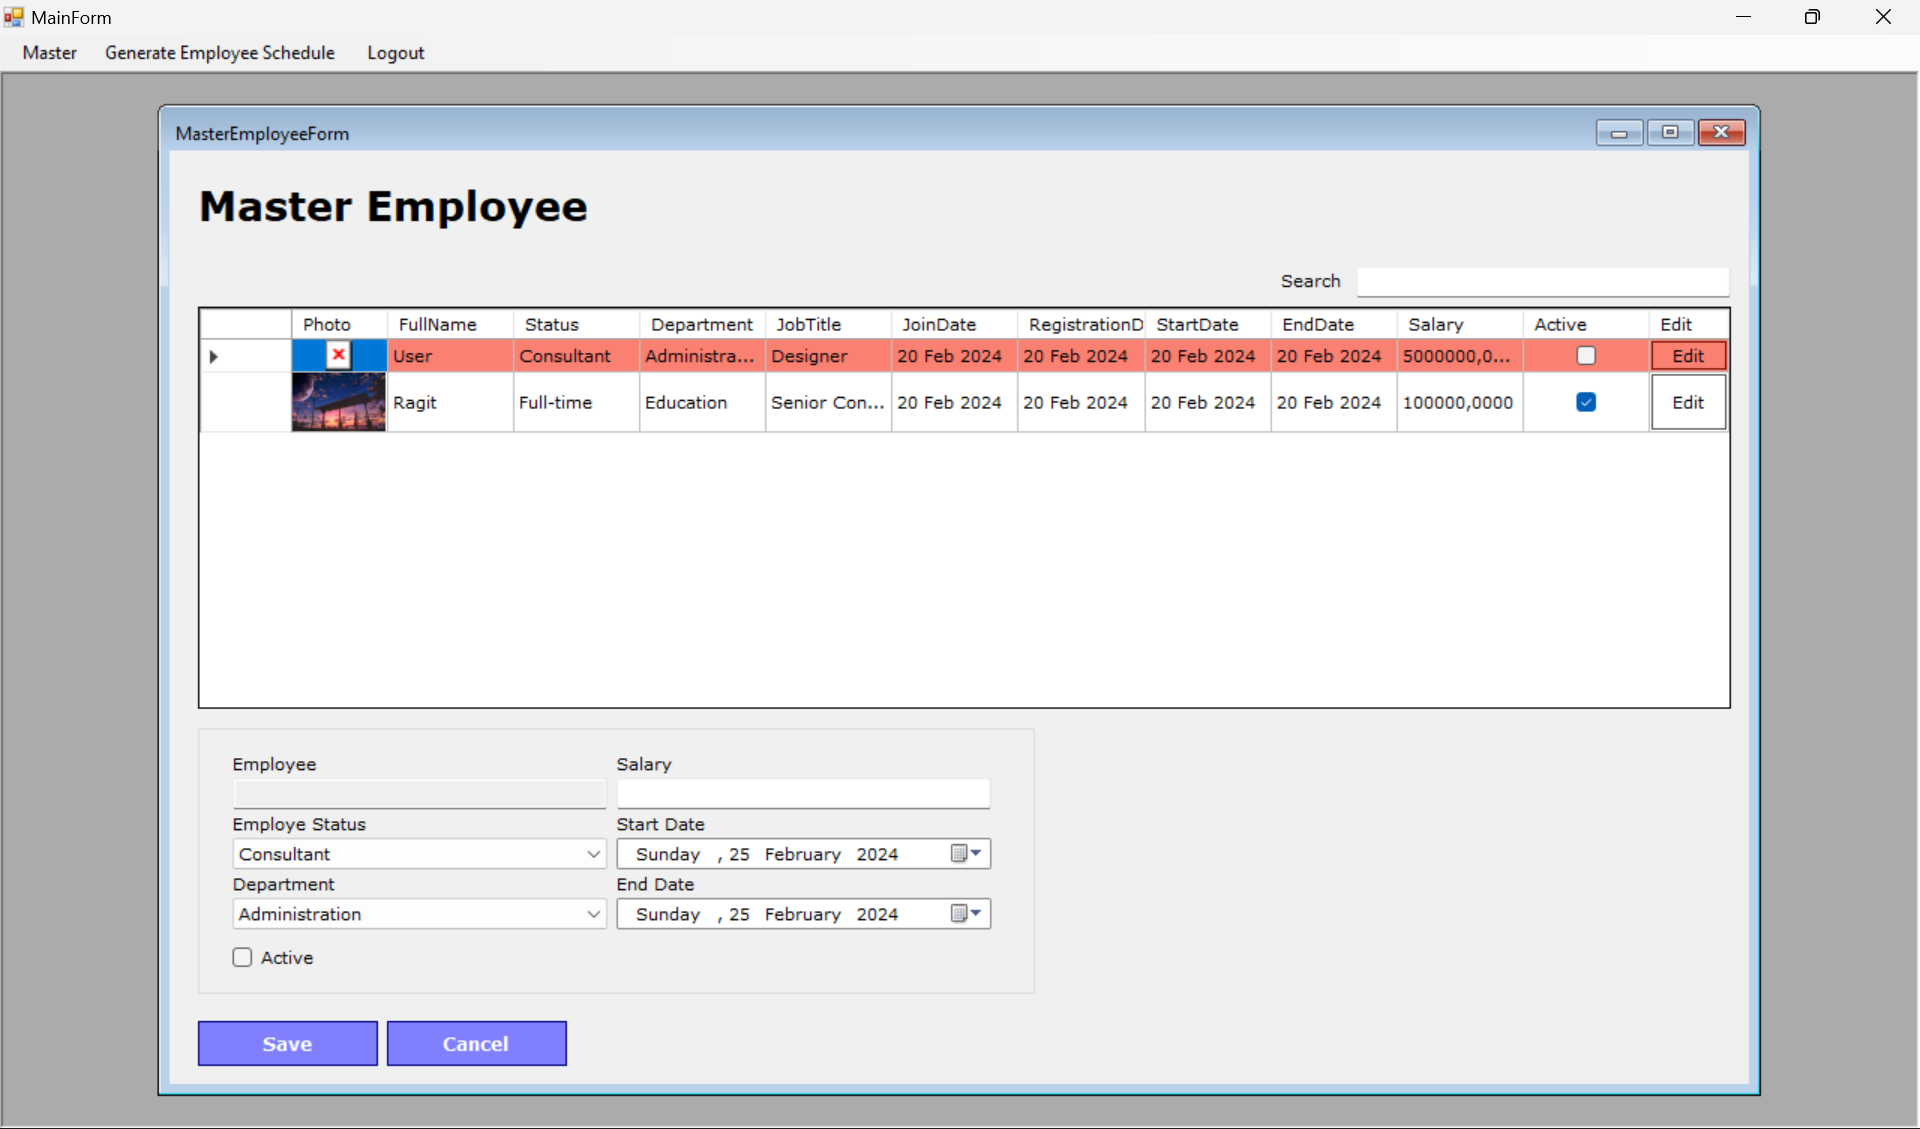 MainForm
Master Generate Employee Schedule Logout
MasterEmployeeForm
Master Employee
Search
Photo FullName Status Department JobTitle JoinDate RegistrationD StartDate EndDate Salary Active Edit
User Consultant Administra... Designer 20 Feb 2024 20 Feb 2024 20 Feb 2024 20 Feb 2024 5000000,0... Edit
Ragit Full-time Education Senior Con... 20 Feb 2024 20 Feb 2024 20 Feb 2024 20 Feb 2024 100000,0000 Edit
Employee Salary
Employe Status Start Date
Consultant Sunday , 25 February 2024
Department End Date
Administration Sunday , 25 February 2024
Active
Save Cancel